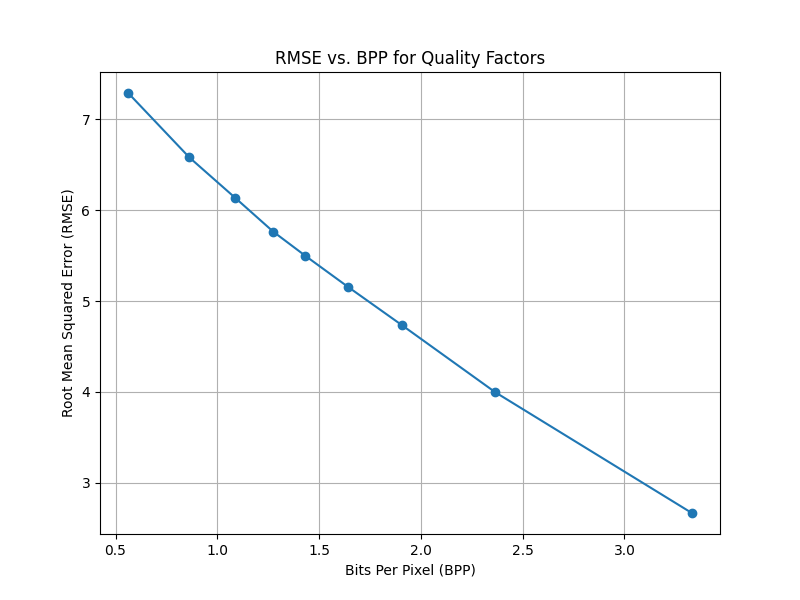 RMSE vs. BPP for Quality Factors
Root Mean Squared Error (RMSE)
7
6
5
4
3
0.5 1.0 1.5 2.0 2.5 3.0
Bits Per Pixel (BPP)